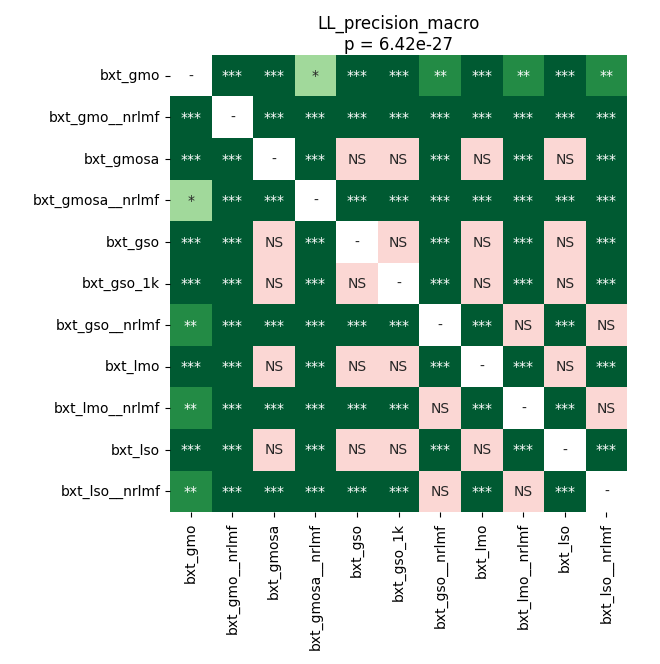 LL_precision_macro
p = 6.42e-27
bxt_gmo - *** *** * *** *** ** *** ** *** **
bxt_gmo__nrlmf *** - *** *** *** *** *** *** *** *** ***
bxt_gmosa *** *** - *** NS NS *** NS *** NS ***
bxt_gmosa__nrlmf * *** *** - *** *** *** *** *** *** ***
bxt_gso *** *** NS *** - NS *** NS *** NS ***
bxt_gso_1k *** *** NS *** NS - *** NS *** NS ***
bxt_gso__nrlmf ** *** *** *** *** *** - *** NS *** NS
bxt_lmo *** *** NS *** NS NS *** - *** NS ***
bxt_lmo__nrlmf ** *** *** *** *** *** NS *** - *** NS
bxt_lso *** *** NS *** NS NS *** NS *** - ***
bxt_lso__nrlmf ** *** *** *** *** *** NS *** NS *** -
bxt_gmo
bxt_gmo__nrlmf
bxt_gmosa
bxt_gmosa__nrlmf
bxt_gso
bxt_gso_1k
bxt_gso__nrlmf
bxt_lmo
bxt_lmo__nrlmf
bxt_lso
bxt_lso__nrlmf